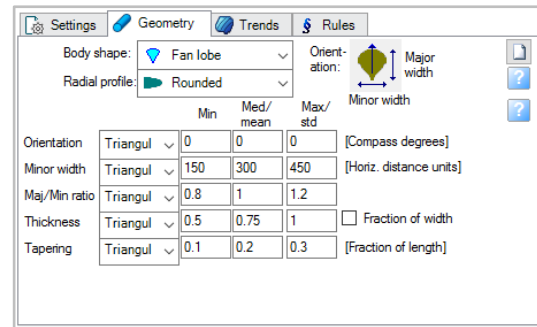 Settings Geometry Trends § Rules
Body shape: Fan lobe Orient-ation: Major width
Radial profile: Rounded Minor width
Min Med/mean Max/std
Orientation Triangul 0 0 0 [Compass degrees]
Minor width Triangul 150 300 450 [Horiz. distance units]
Maj/Min ratio Triangul 0.8 1 1.2
Thickness Triangul 0.5 0.75 1 Fraction of width
Tapering Triangul 0.1 0.2 0.3 [Fraction of length]